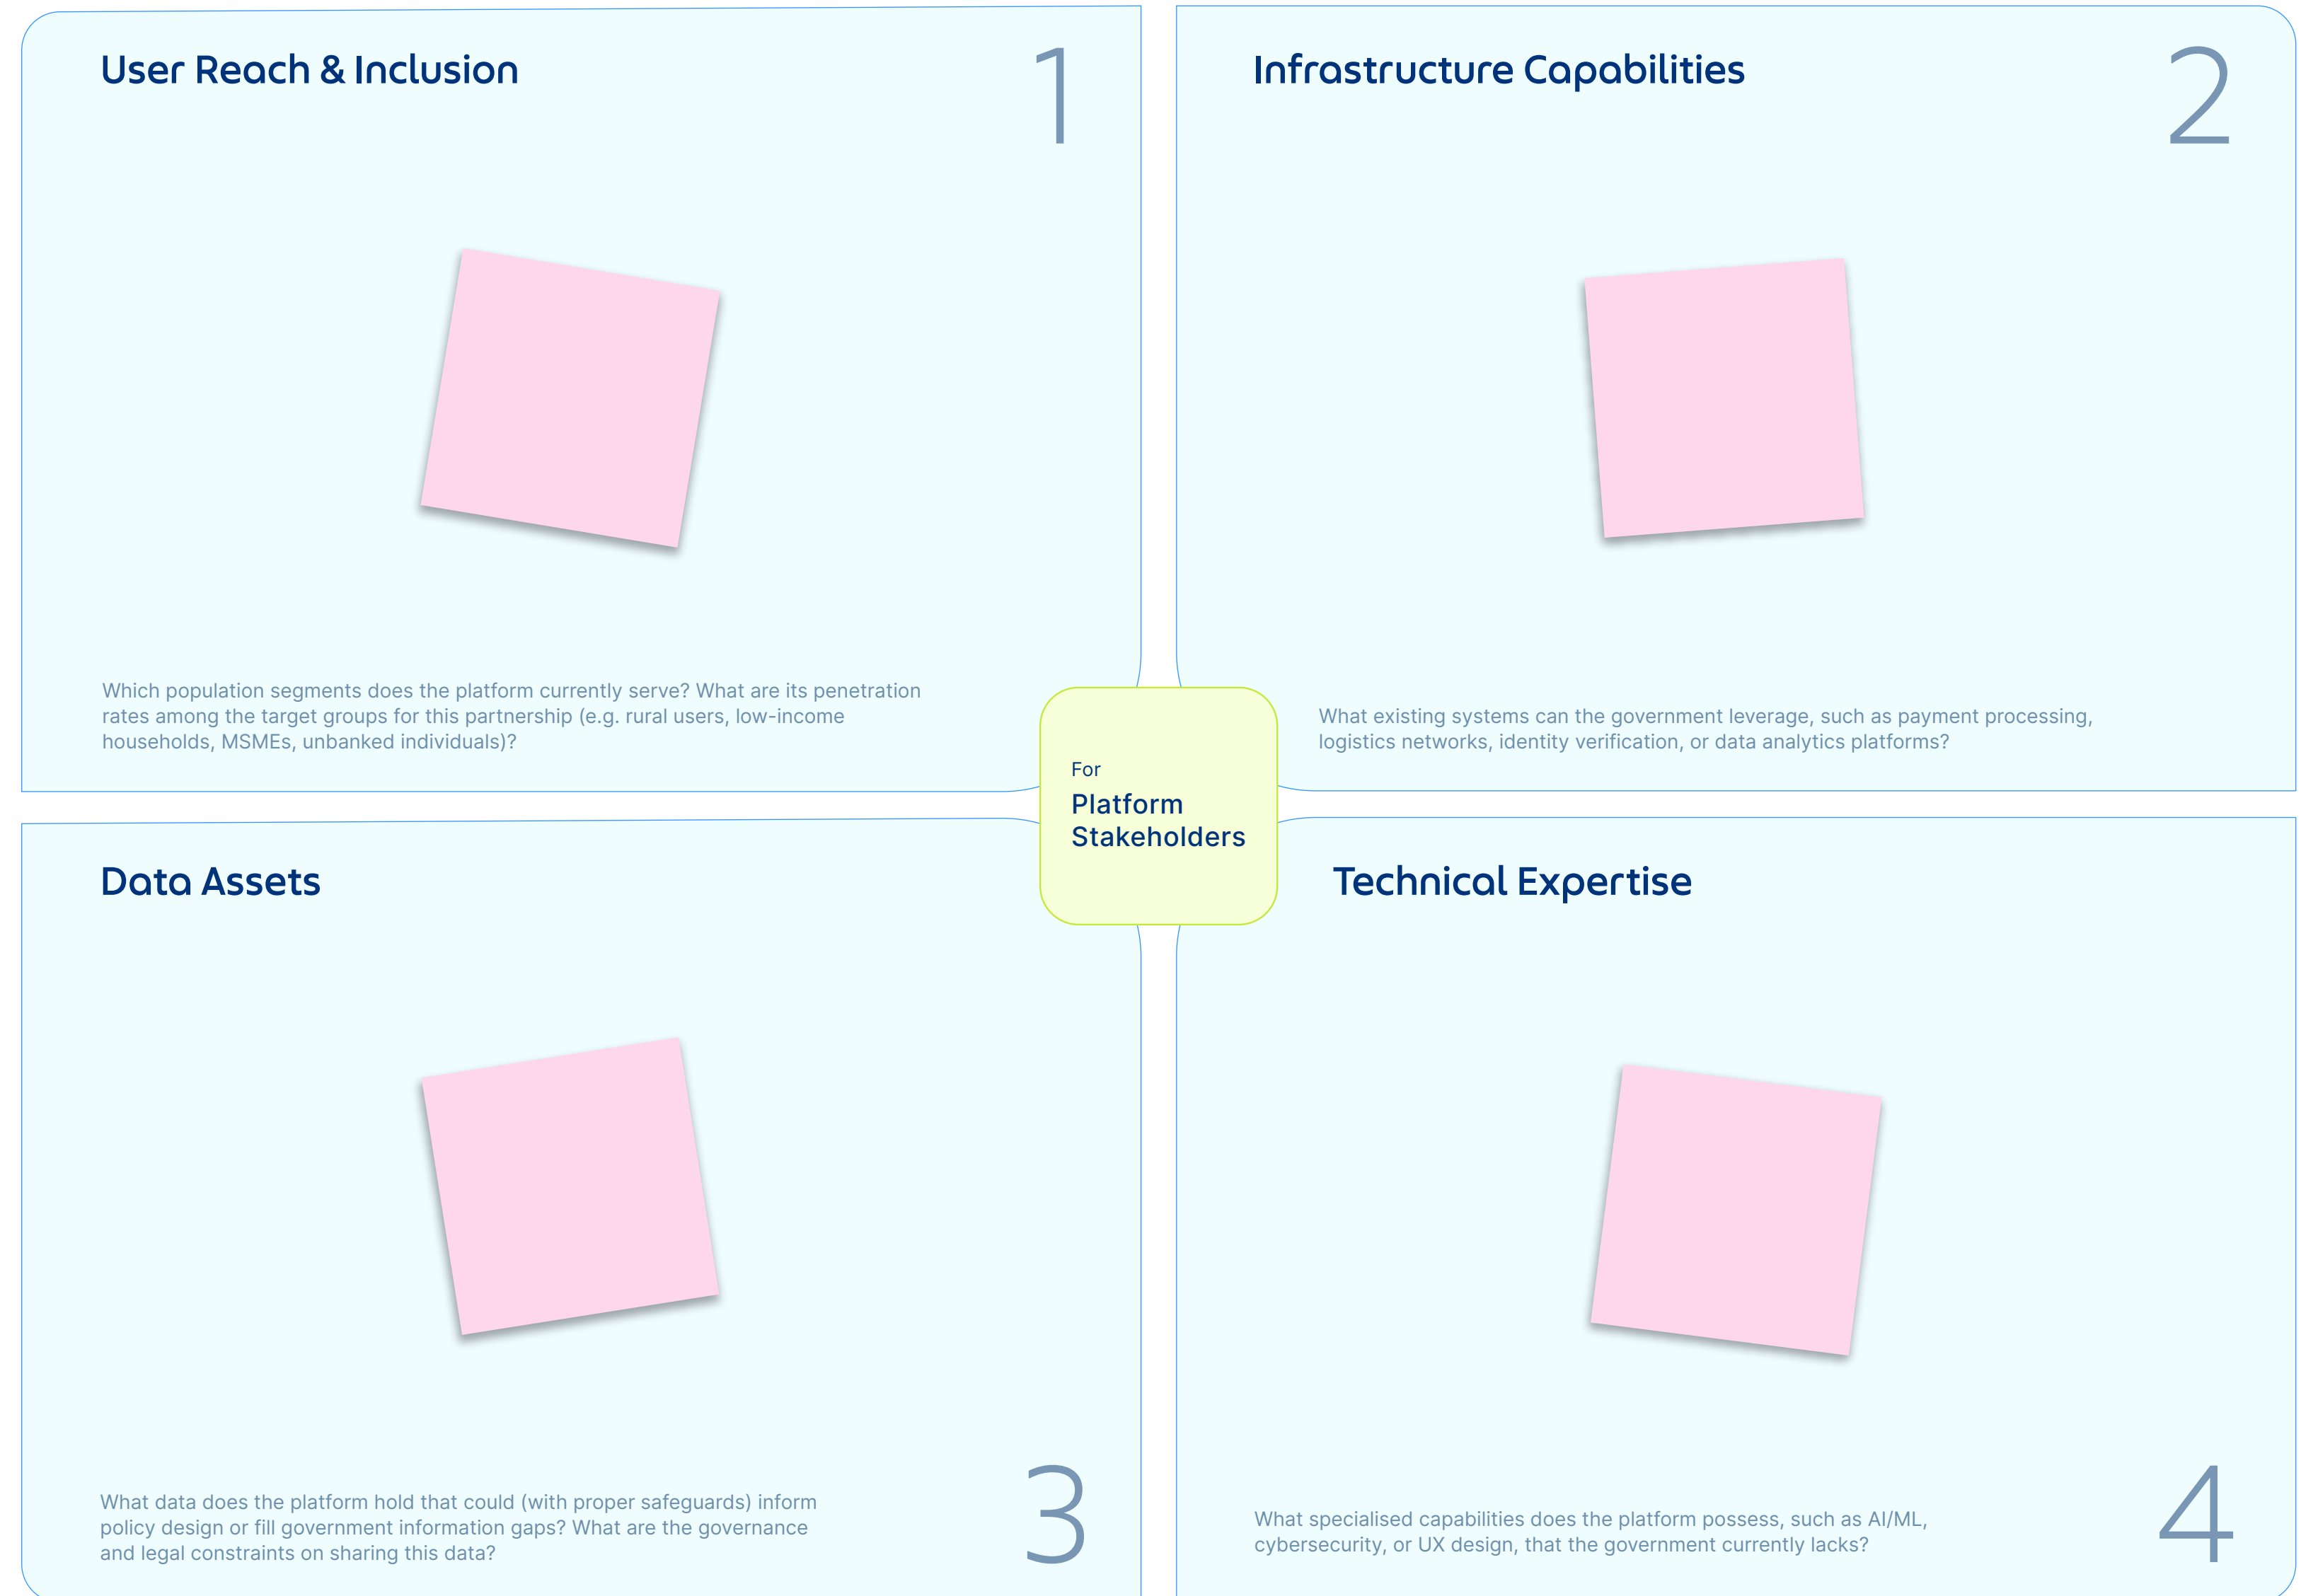 User Reach & Inclusion
1
Which population segments does the platform currently serve? What are its penetration
rates among the target groups for this partnership (e.g. rural users, low-income
households, MSMEs, unbanked individuals)?
Infrastructure Capabilities
2
What existing systems can the government leverage, such as payment processing,
logistics networks, identity verification, or data analytics platforms?
For
Platform
Stakeholders
Data Assets
What data does the platform hold that could (with proper safeguards) inform
policy design or fill government information gaps? What are the governance
and legal constraints on sharing this data?
3
Technical Expertise
What specialised capabilities does the platform possess, such as AI/ML,
cybersecurity, or UX design, that the government currently lacks?
4